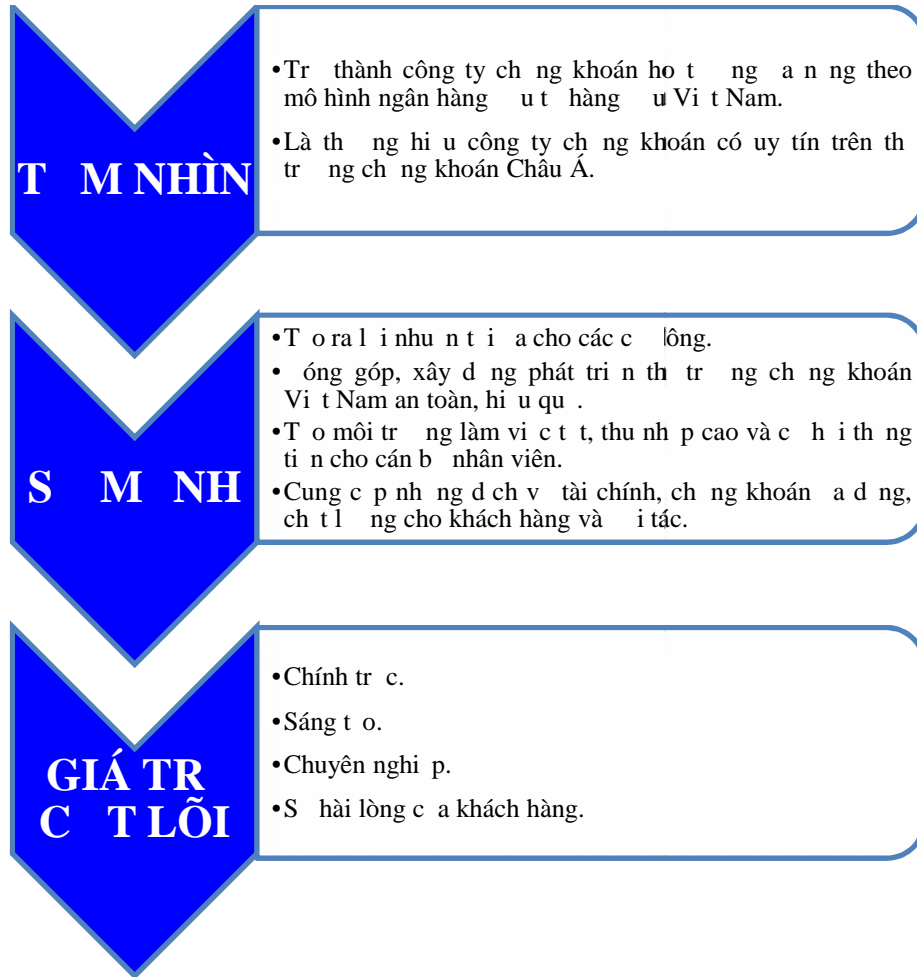 T M NHÌN
•Tr thành công ty ch ng khoán ho t ng a n ng theo
mô hình ngân hàng u t hàng u Vi t Nam.
•Là th ng hi u công ty ch ng khoán có uy tín trên th
tr ng ch ng khoán Châu Á.
S M NH
•T o ra l i nhu n t i a cho các c ông.
• óng góp, xây d ng phát tri n th tr ng ch ng khoán
Vi t Nam an toàn, hi u qu .
•T o môi tr ng làm vi c t t, thu nh p cao và c h i th ng
ti n cho cán b nhân viên.
•Cung c p nh ng d ch v tài chính, ch ng khoán a d ng,
ch t l ng cho khách hàng và i tác.
GIÁ TR
C T LÕI
•Chính tr c.
•Sáng t o.
•Chuyên nghi p.
•S hài lòng c a khách hàng.